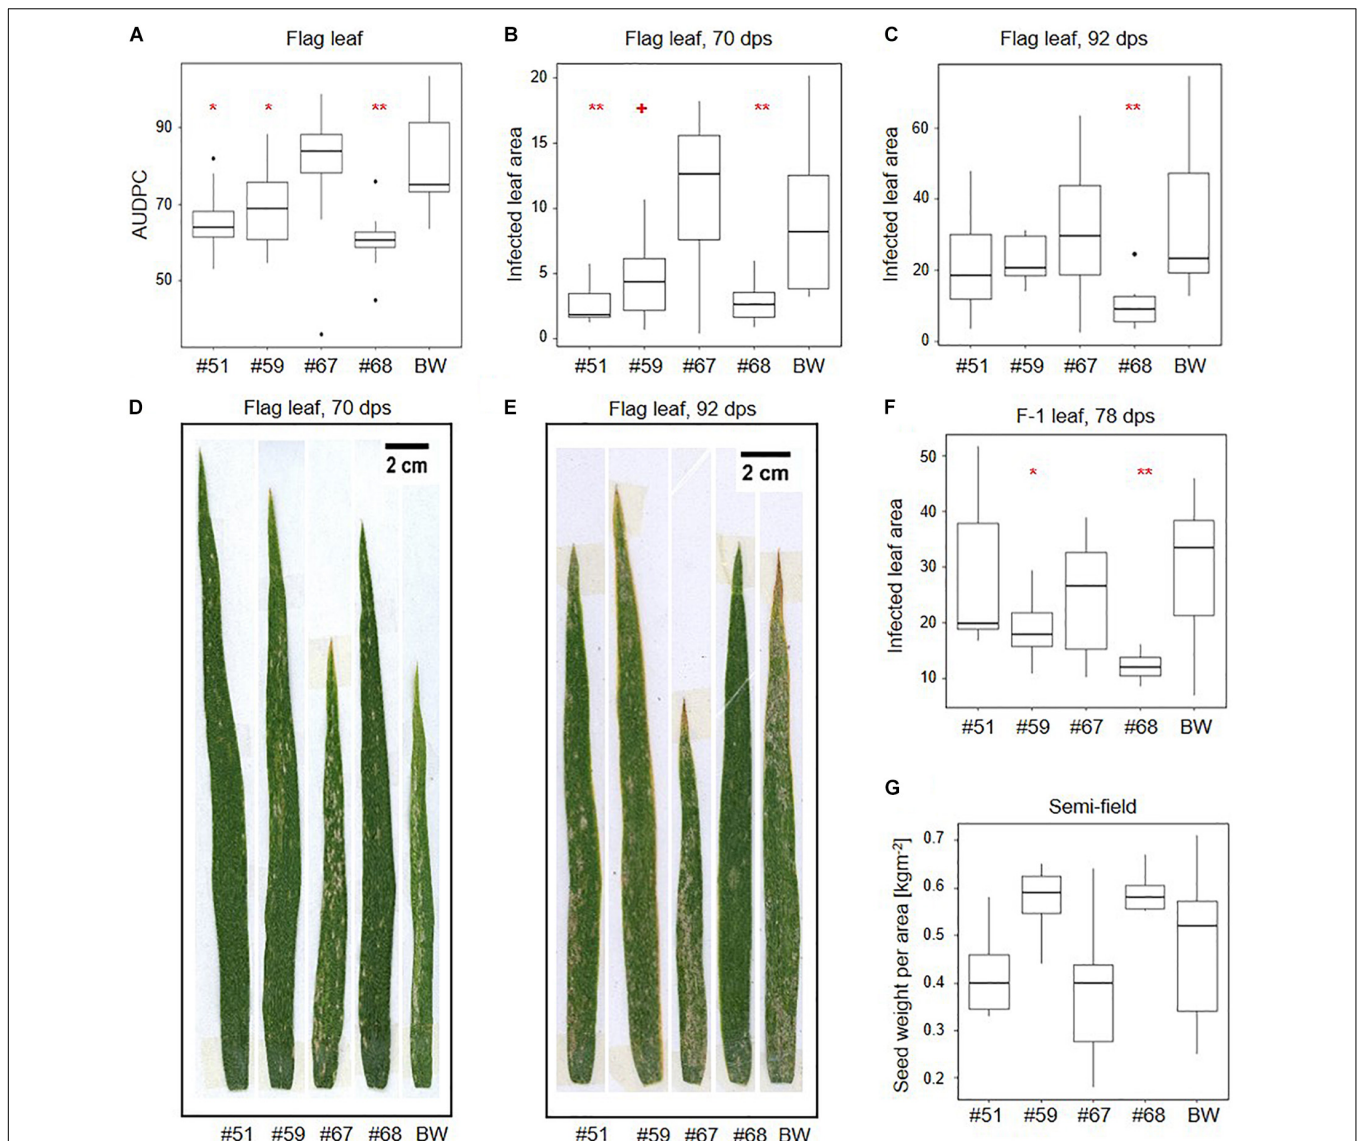 A
Flag leaf
* * **
AUDPC
90
70
50
#51 #59 #67 #68 BW
B
Flag leaf, 70 dps
** + **
Infected leaf area
20
15
10
5
0
#51 #59 #67 #68 BW
C
Flag leaf, 92 dps
**
Infected leaf area
60
40
20
0
#51 #59 #67 #68 BW
D
Flag leaf, 70 dps
2 cm
#51 #59 #67 #68 BW
E
Flag leaf, 92 dps
2 cm
#51 #59 #67 #68 BW
F
F-1 leaf, 78 dps
* **
Infected leaf area
50
40
30
20
10
#51 #59 #67 #68 BW
G
Semi-field
Seed weight per area [kgm-2]
0.7
0.6
0.5
0.4
0.3
0.2
#51 #59 #67 #68 BW